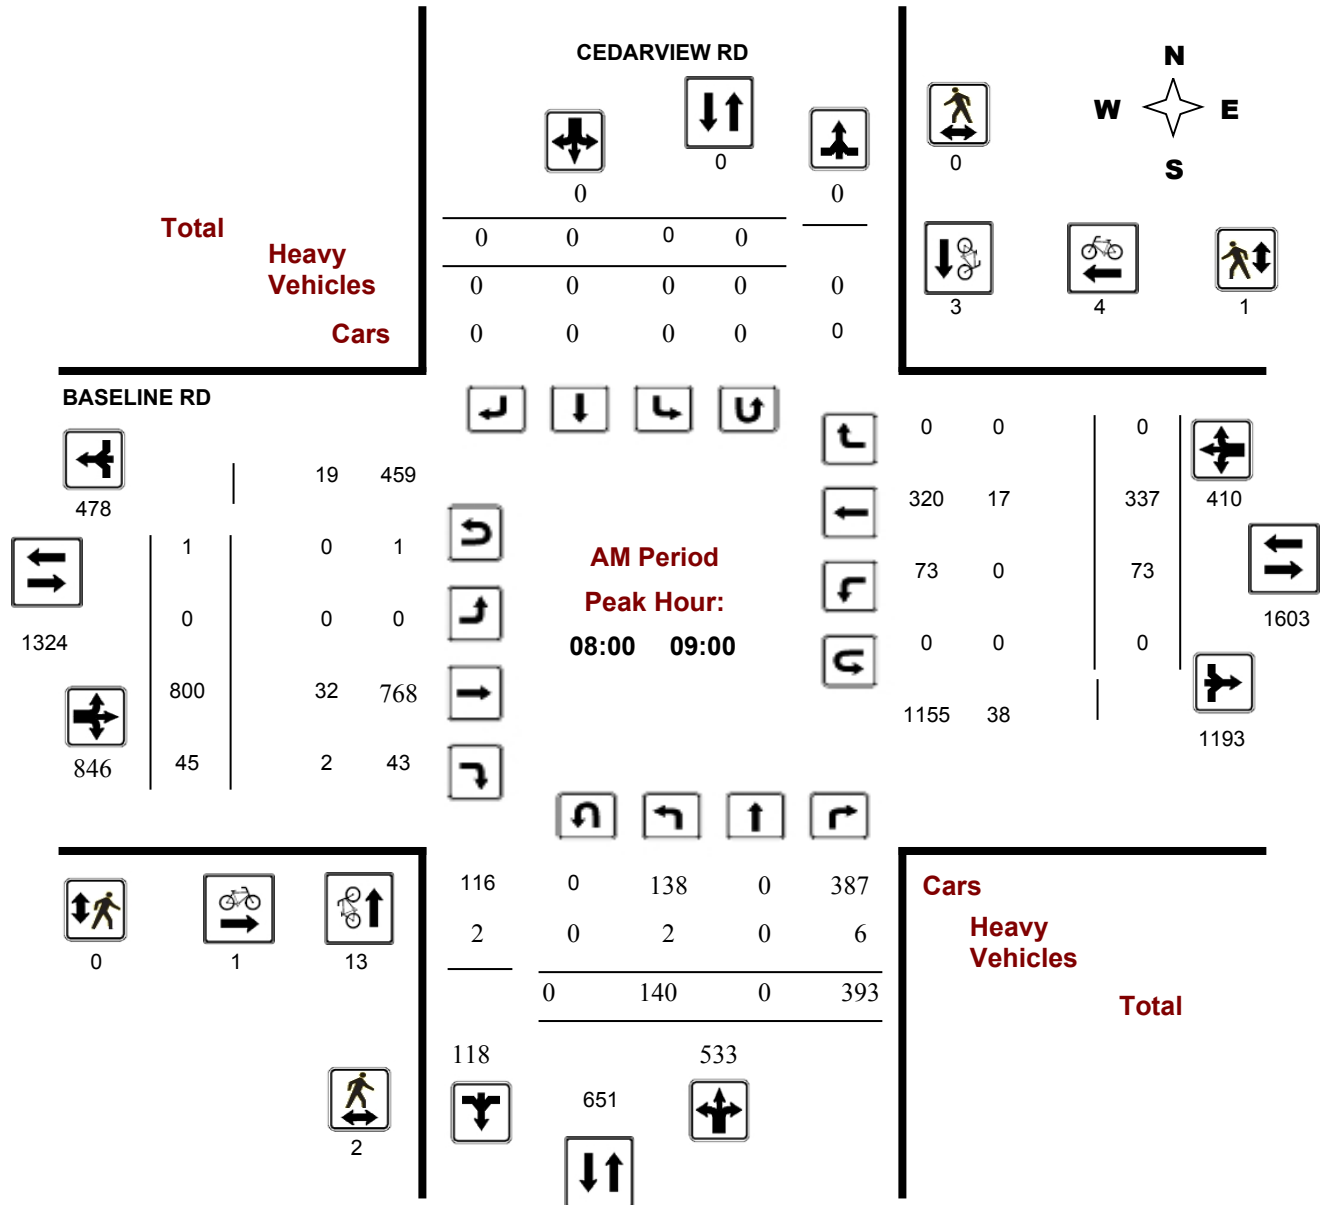 CEDARVIEW RD
N
W E
S
0
0
0 0
Total
0 0 0 0
Heavy
Vehicles
0 0 0 0 0
Cars
0 0 0 0 0
3 4 1
BASELINE RD
0 0 0
19 459
478
320 17 337 410
1 0 1
AM Period
73 0 73
Peak Hour:
0 0 0
1603
1324
08:00 09:00
0 0 0
800 32 768
1155 38
1193
846 45 2 43
116 0 138 0 387
Cars
2 0 2 0 6
Heavy
Vehicles
0 1 13
0 140 0 393
Total
118 533
651
2